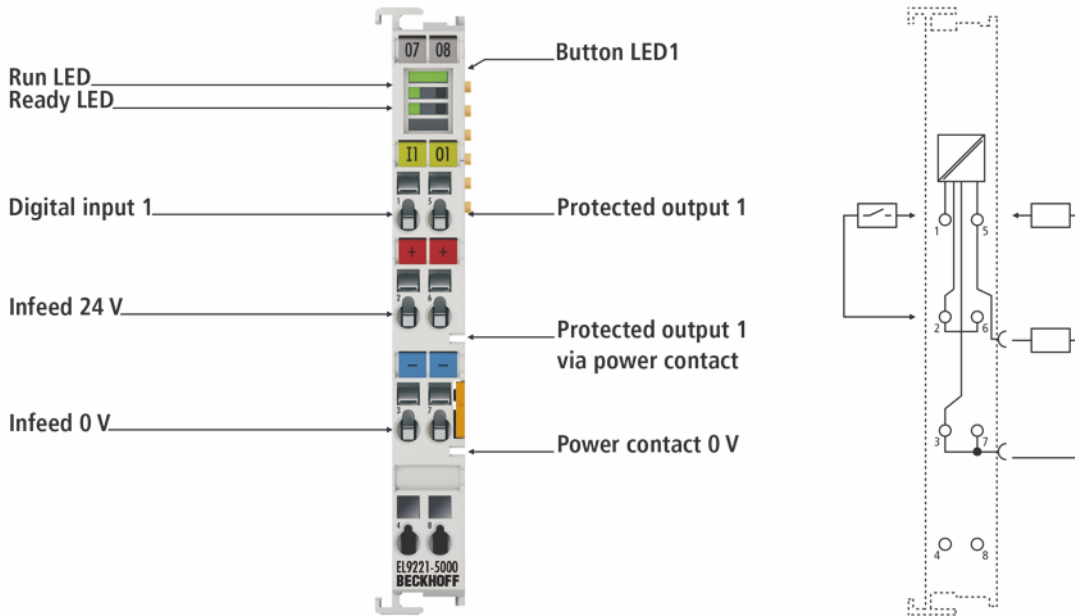 07 08
Button LED1
Run LED
Ready LED
I1 O1
1 5
Digital input 1
Protected output 1
+ +
2 6
Infeed 24 V
Protected output 1
via power contact
− −
3 7
Infeed 0 V
Power contact 0 V
4 8
EL9221-5000
BECKHOFF
1 5
2 6
3 7
4 8